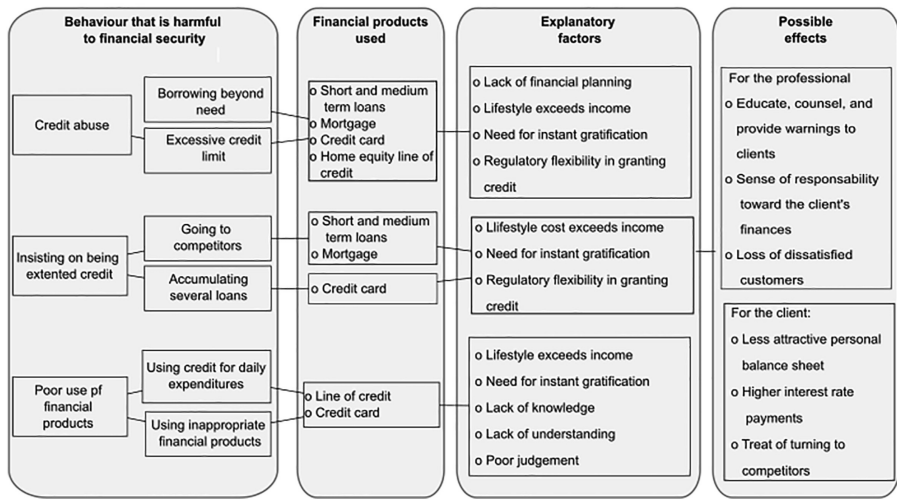 Behaviour that is harmful
to financial security
Credit abuse
Borrowing beyond
need
Excessive credit
limit
Insisting on being
extented credit
Going to
competitors
Accumulating
several loans
Poor use pf
financial
products
Using credit for daily
expenditures
Using inappropriate
financial products
Financial products
used
o Short and medium
term loans
o Mortgage
o Credit card
o Home equity line of
credit
o Short and medium
term loans
o Mortgage
o Credit card
o Line of credit
o Credit card
Explanatory
factors
o Lack of financial planning
o Lifestyle exceeds income
o Need for instant gratification
o Regulatory flexibility in granting
credit
o Llifestyle cost exceeds income
o Need for instant gratification
o Regulatory flexibility in granting
credit
o Lifestyle exceeds income
o Need for instant gratification
o Lack of knowledge
o Lack of understanding
o Poor judgement
Possible
effects
For the professional
o Educate, counsel, and
provide warnings to
clients
o Sense of responsability
toward the client's
finances
o Loss of dissatisfied
customers
For the client:
o Less attractive personal
balance sheet
o Higher interest rate
payments
o Treat of turning to
competitors